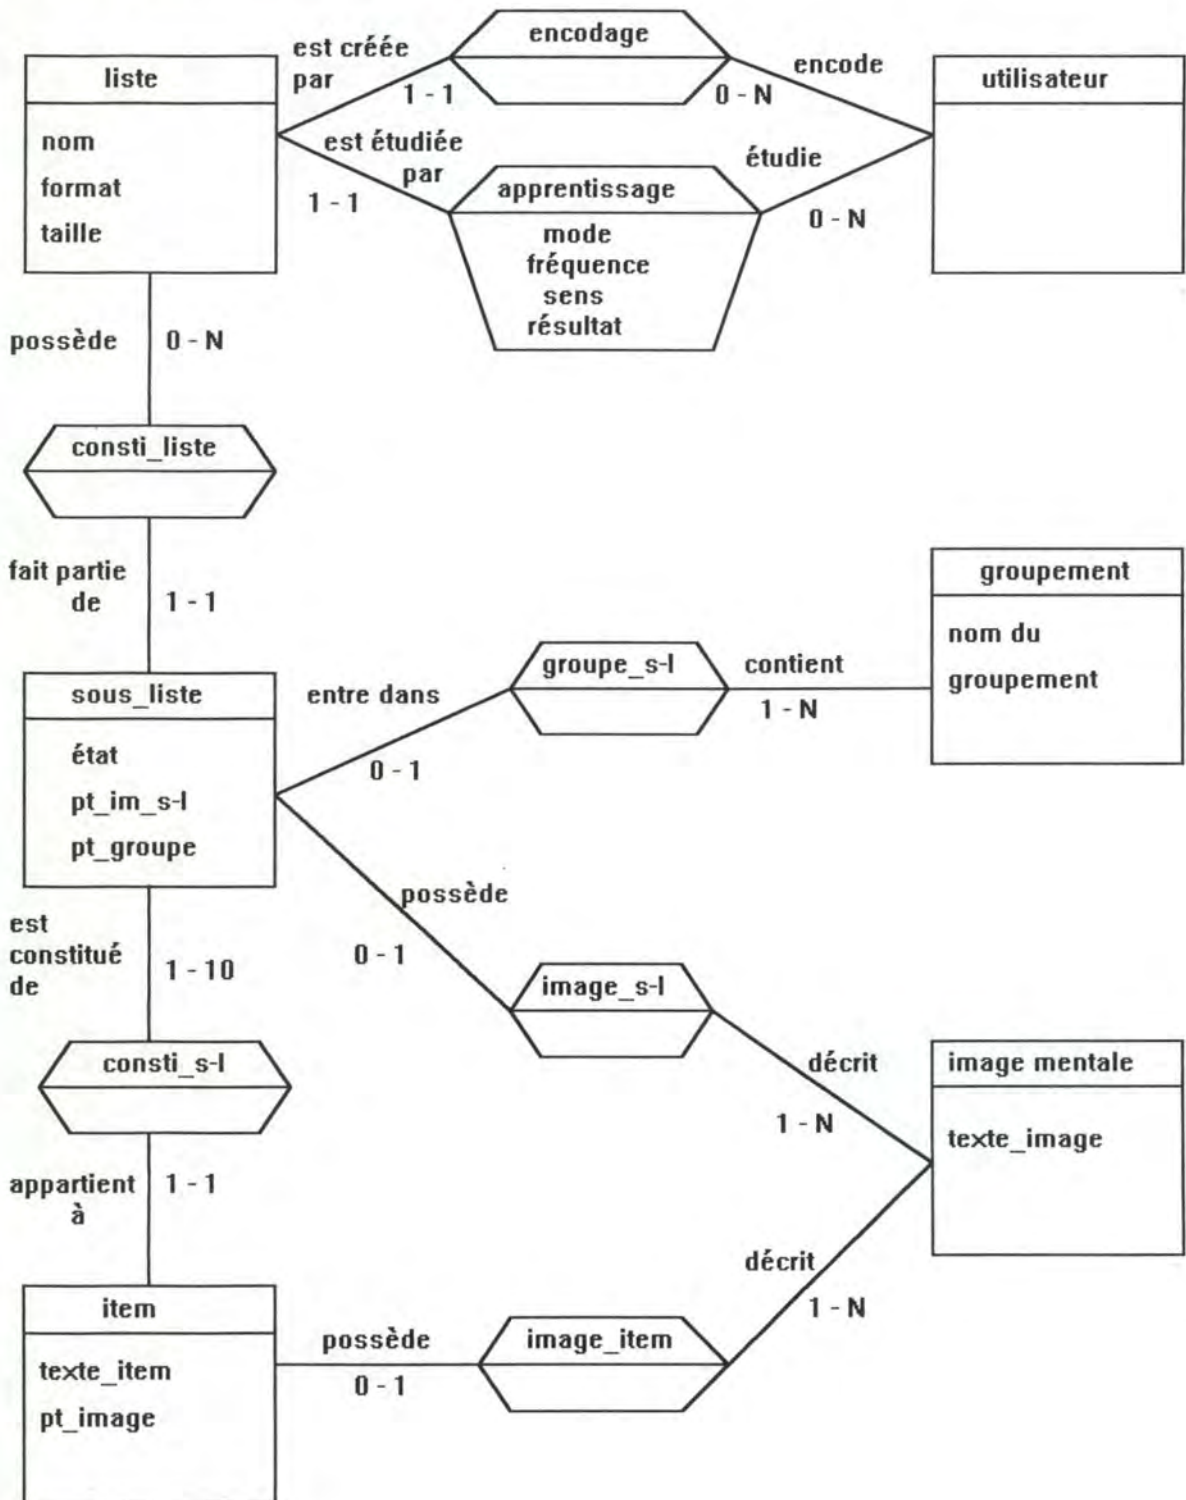 encodage
est créée
par
liste
encode
utilisateur
1 - 1
0 - N
nom
format
taille
est étudiée
par
étudie
apprentissage
1 - 1
0 - N
mode
fréquence
sens
résultat
possède
0 - N
consti_liste
fait partie
de
1 - 1
groupement
nom du
groupement
sous_liste
entre dans
groupe_s-l
contient
1 - N
0 - 1
état
pt_im_s-l
pt_groupe
possède
0 - 1
est
constitué
de
1 - 10
image_s-l
consti_s-l
décrit
1 - N
image mentale
texte_image
appartient
à
1 - 1
décrit
1 - N
item
possède
0 - 1
image_item
texte_item
pt_image